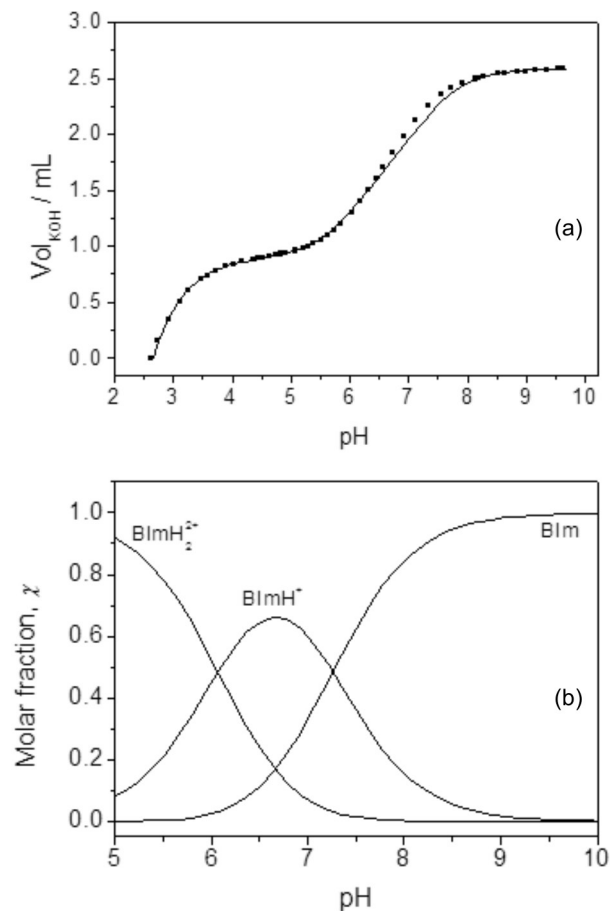 3.0
2.5
2.0
1.5
1.0
0.5
0.0
Vol_KOH / mL
(a)
2 3 4 5 6 7 8 9 10
pH
1.0
0.8
0.6
0.4
0.2
0.0
Molar fraction, χ
BImH₂²⁺
BImH⁺
BIm
(b)
5 6 7 8 9 10
pH